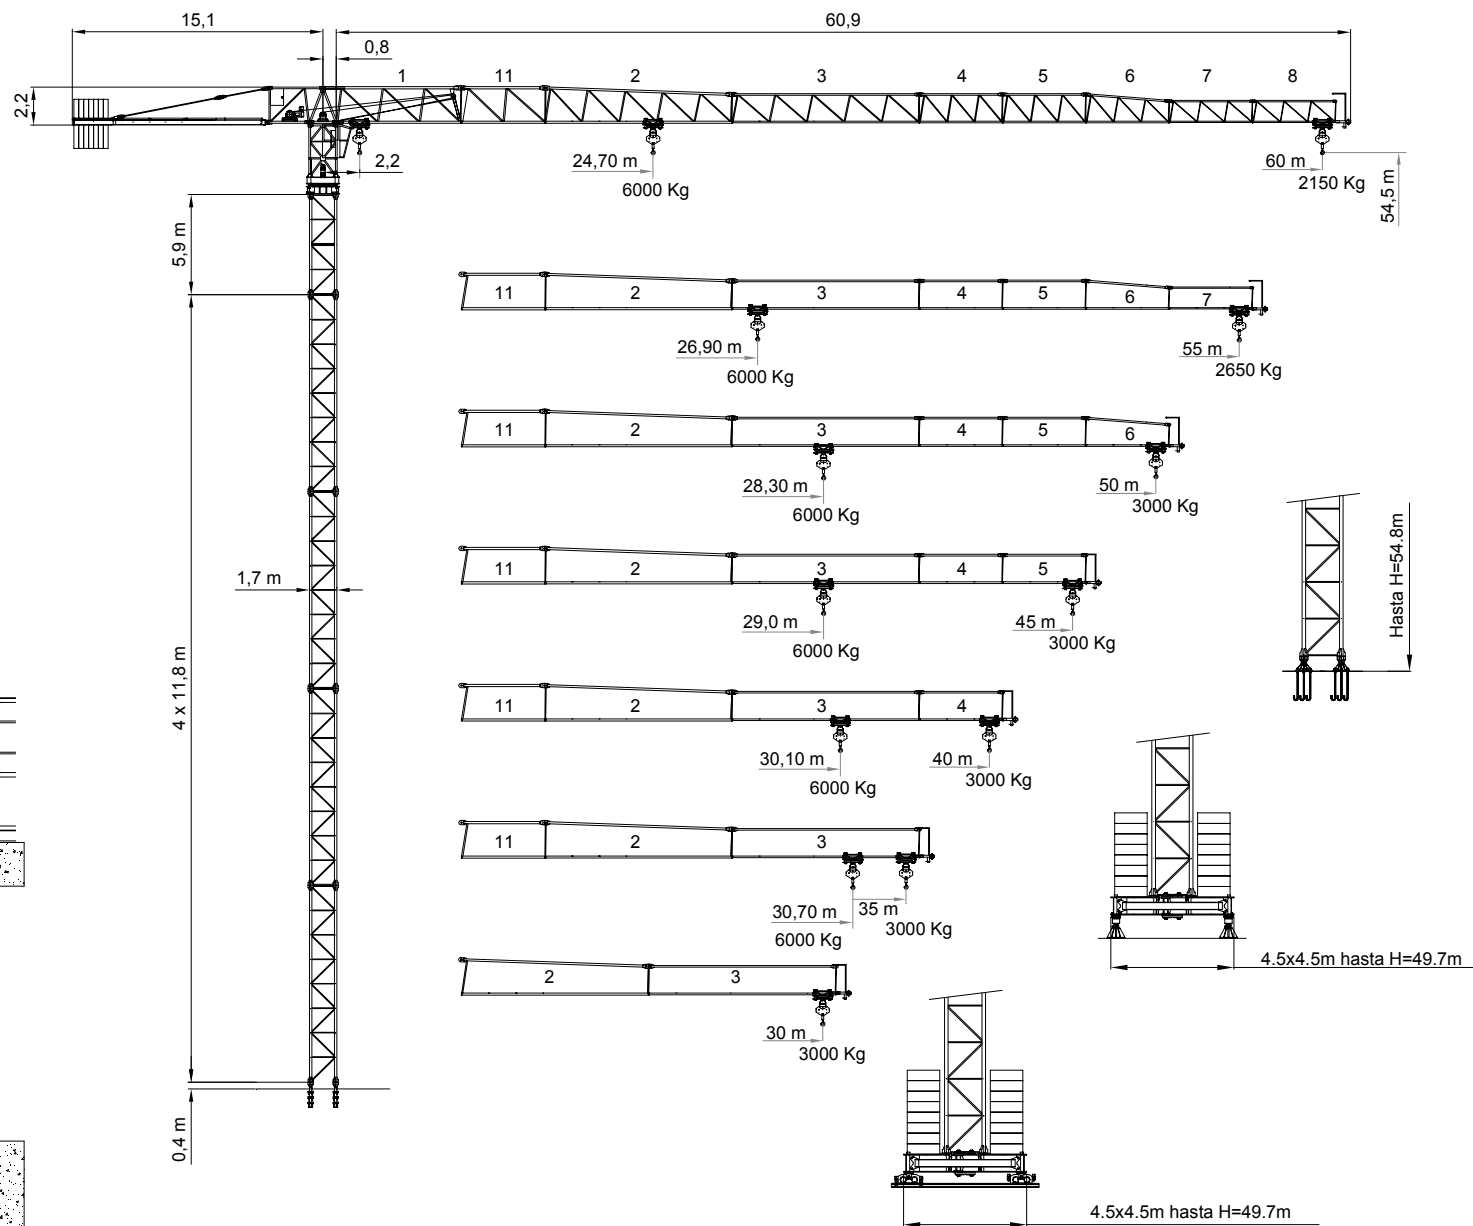 15,1
60,9
0,8
1 11 2 3 4 5 6 7 8
2,2
2,2
24,70 m
6000 Kg
60 m
2150 Kg
54,5 m
5,9 m
11 2 3 4 5 6 7
26,90 m
6000 Kg
55 m
2650 Kg
11 2 3 4 5 6
28,30 m
6000 Kg
50 m
3000 Kg
11 2 3 4 5
1,7 m
29,0 m
6000 Kg
45 m
3000 Kg
Hasta H=54.8m
4 x 11,8 m
11 2 3 4
30,10 m
6000 Kg
40 m
3000 Kg
11 2 3
30,70 m
6000 Kg
35 m
3000 Kg
4.5x4.5m hasta H=49.7m
2 3
30 m
3000 Kg
0,4 m
4.5x4.5m hasta H=49.7m